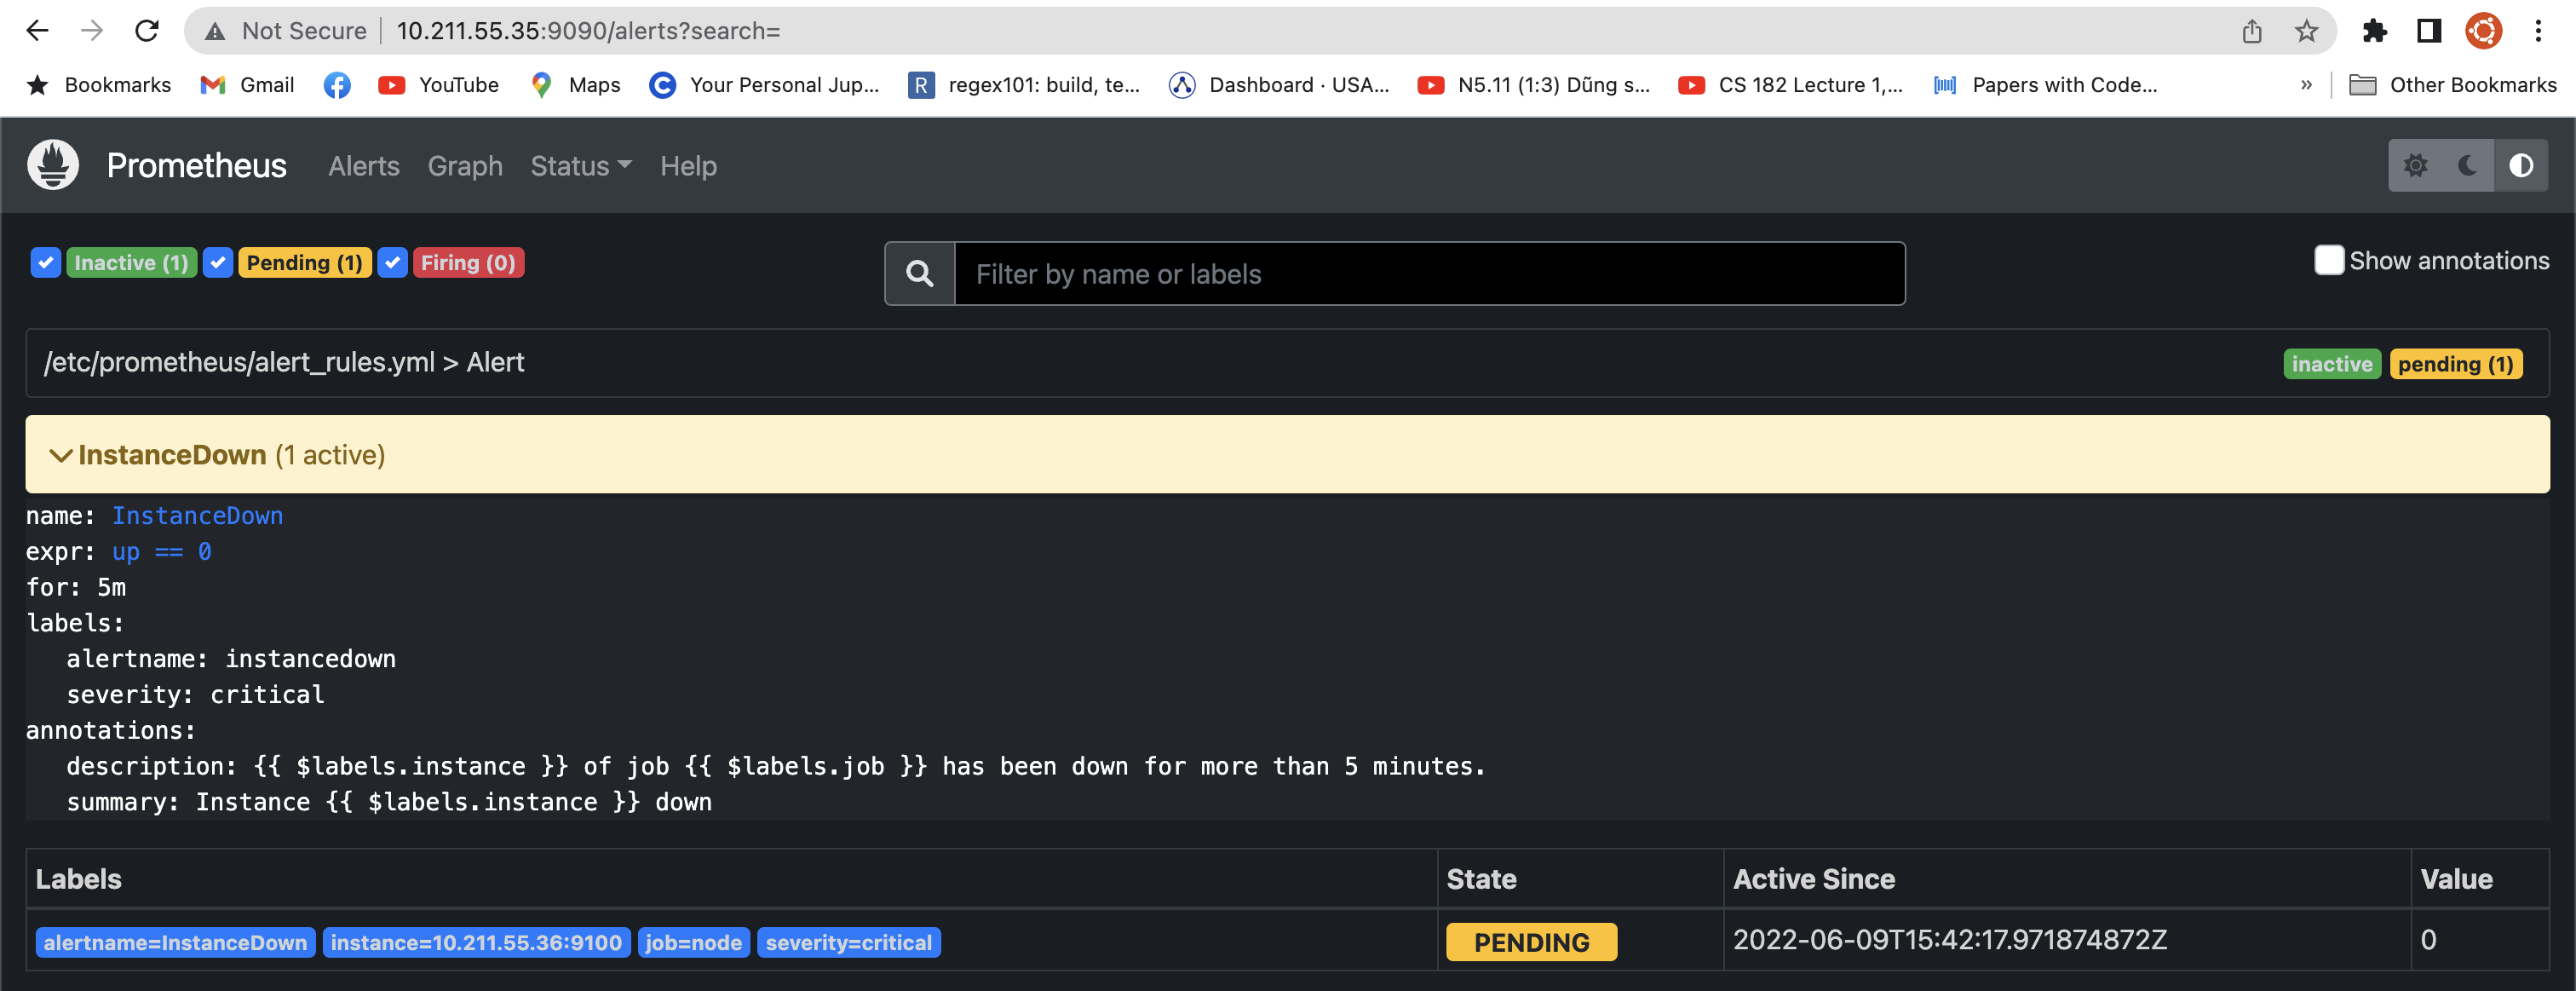 Not Secure 10.211.55.35:9090/alerts?search=
Bookmarks Gmail YouTube Maps Your Personal Jup... regex101: build, te... Dashboard · USA... N5.11 (1:3) Dũng s... CS 182 Lecture 1,... Papers with Code... » Other Bookmarks
Prometheus Alerts Graph Status Help
Inactive (1) Pending (1) Firing (0) Filter by name or labels Show annotations
/etc/prometheus/alert_rules.yml > Alert inactive pending (1)
InstanceDown (1 active)
name: InstanceDown
expr: up == 0
for: 5m
labels:
alertname: instancedown
severity: critical
annotations:
description: {{ $labels.instance }} of job {{ $labels.job }} has been down for more than 5 minutes.
summary: Instance {{ $labels.instance }} down
Labels State Active Since Value
alertname=InstanceDown instance=10.211.55.36:9100 job=node severity=critical PENDING 2022-06-09T15:42:17.971874872Z 0